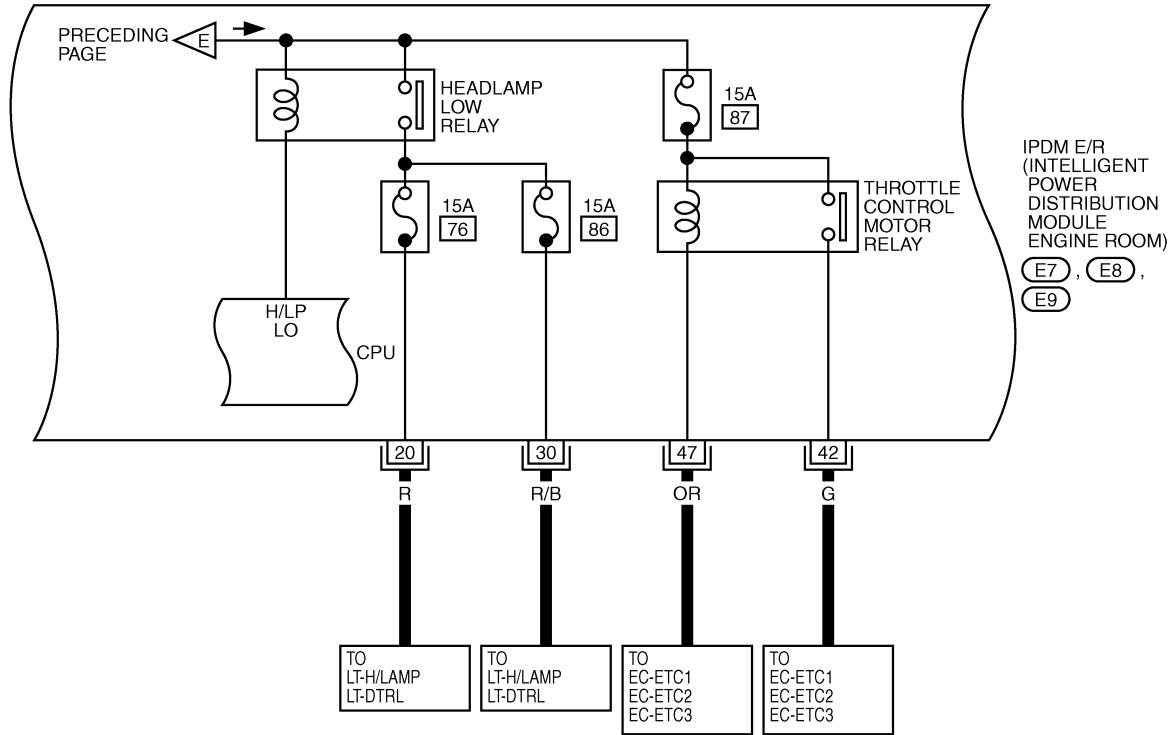 PRECEDING
PAGE
E
HEADLAMP
LOW
RELAY
15A
87
15A
76
15A
86
THROTTLE
CONTROL
MOTOR
RELAY
IPDM E/R
(INTELLIGENT
POWER
DISTRIBUTION
MODULE
ENGINE ROOM)
E7 , E8 ,
E9
H/LP
LO
CPU
20
30
47
42
R
R/B
OR
G
TO
LT-H/LAMP
LT-DTRL
TO
LT-H/LAMP
LT-DTRL
TO
EC-ETC1
EC-ETC2
EC-ETC3
TO
EC-ETC1
EC-ETC2
EC-ETC3